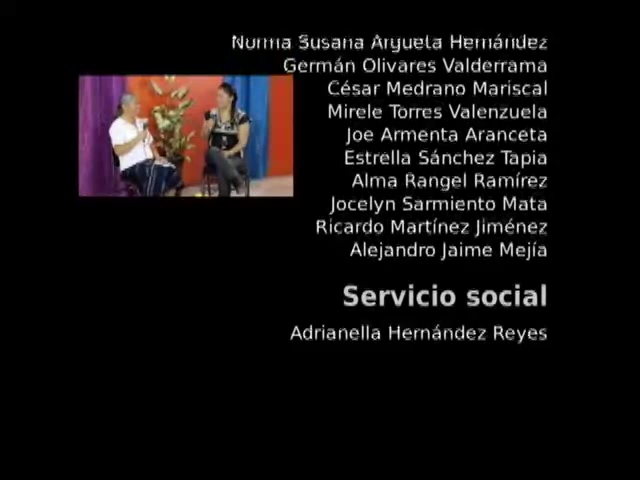 Norma Susana Argueta Hernández
Germán Olivares Valderrama
César Medrano Mariscal
Mirele Torres Valenzuela
Joe Armenta Aranceta
Estrella Sánchez Tapia
Alma Rangel Ramírez
Jocelyn Sarmiento Mata
Ricardo Martínez Jiménez
Alejandro Jaime Mejía
Servicio social
Adrianella Hernández Reyes